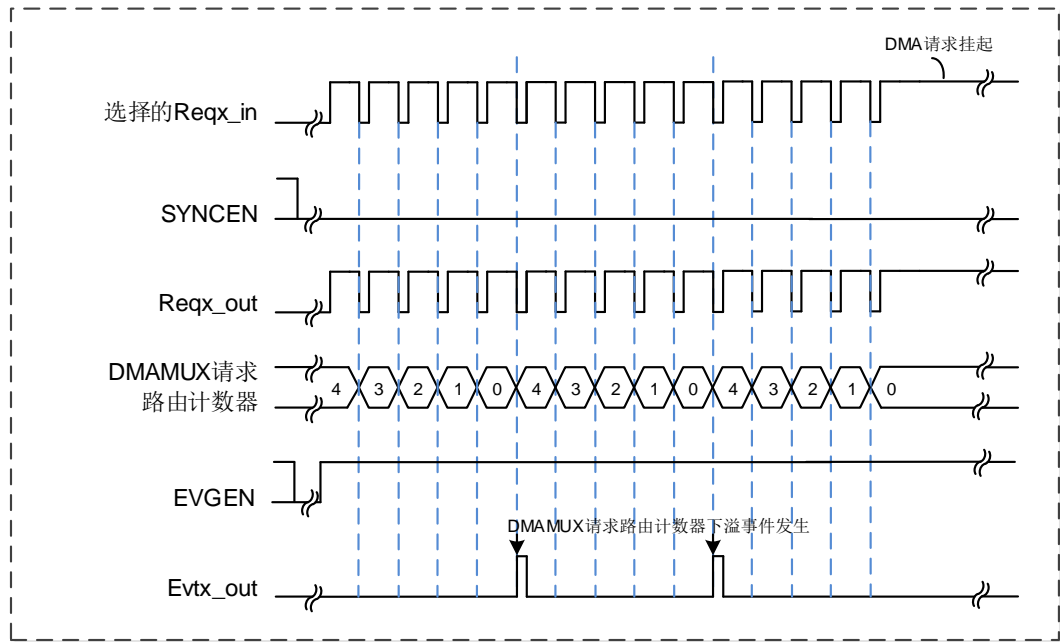 DMA请求挂起
选择的Reqx_in
SYNCEN
Reqx_out
DMAMUX请求
路由计数器
4 3 2 1 0 4 3 2 1 0 4 3 2 1 0
EVGEN
DMAMUX请求路由计数器下溢事件发生
Evtx_out